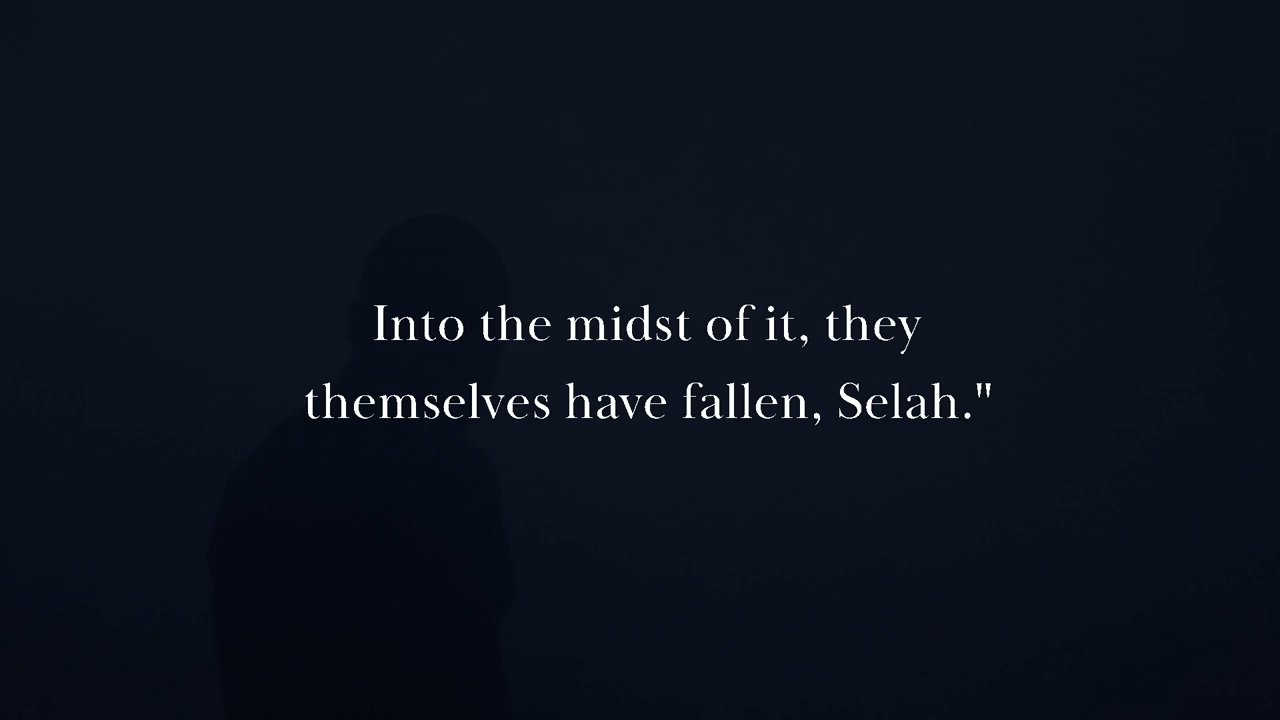 Into the midst of it, they
themselves have fallen, Selah."